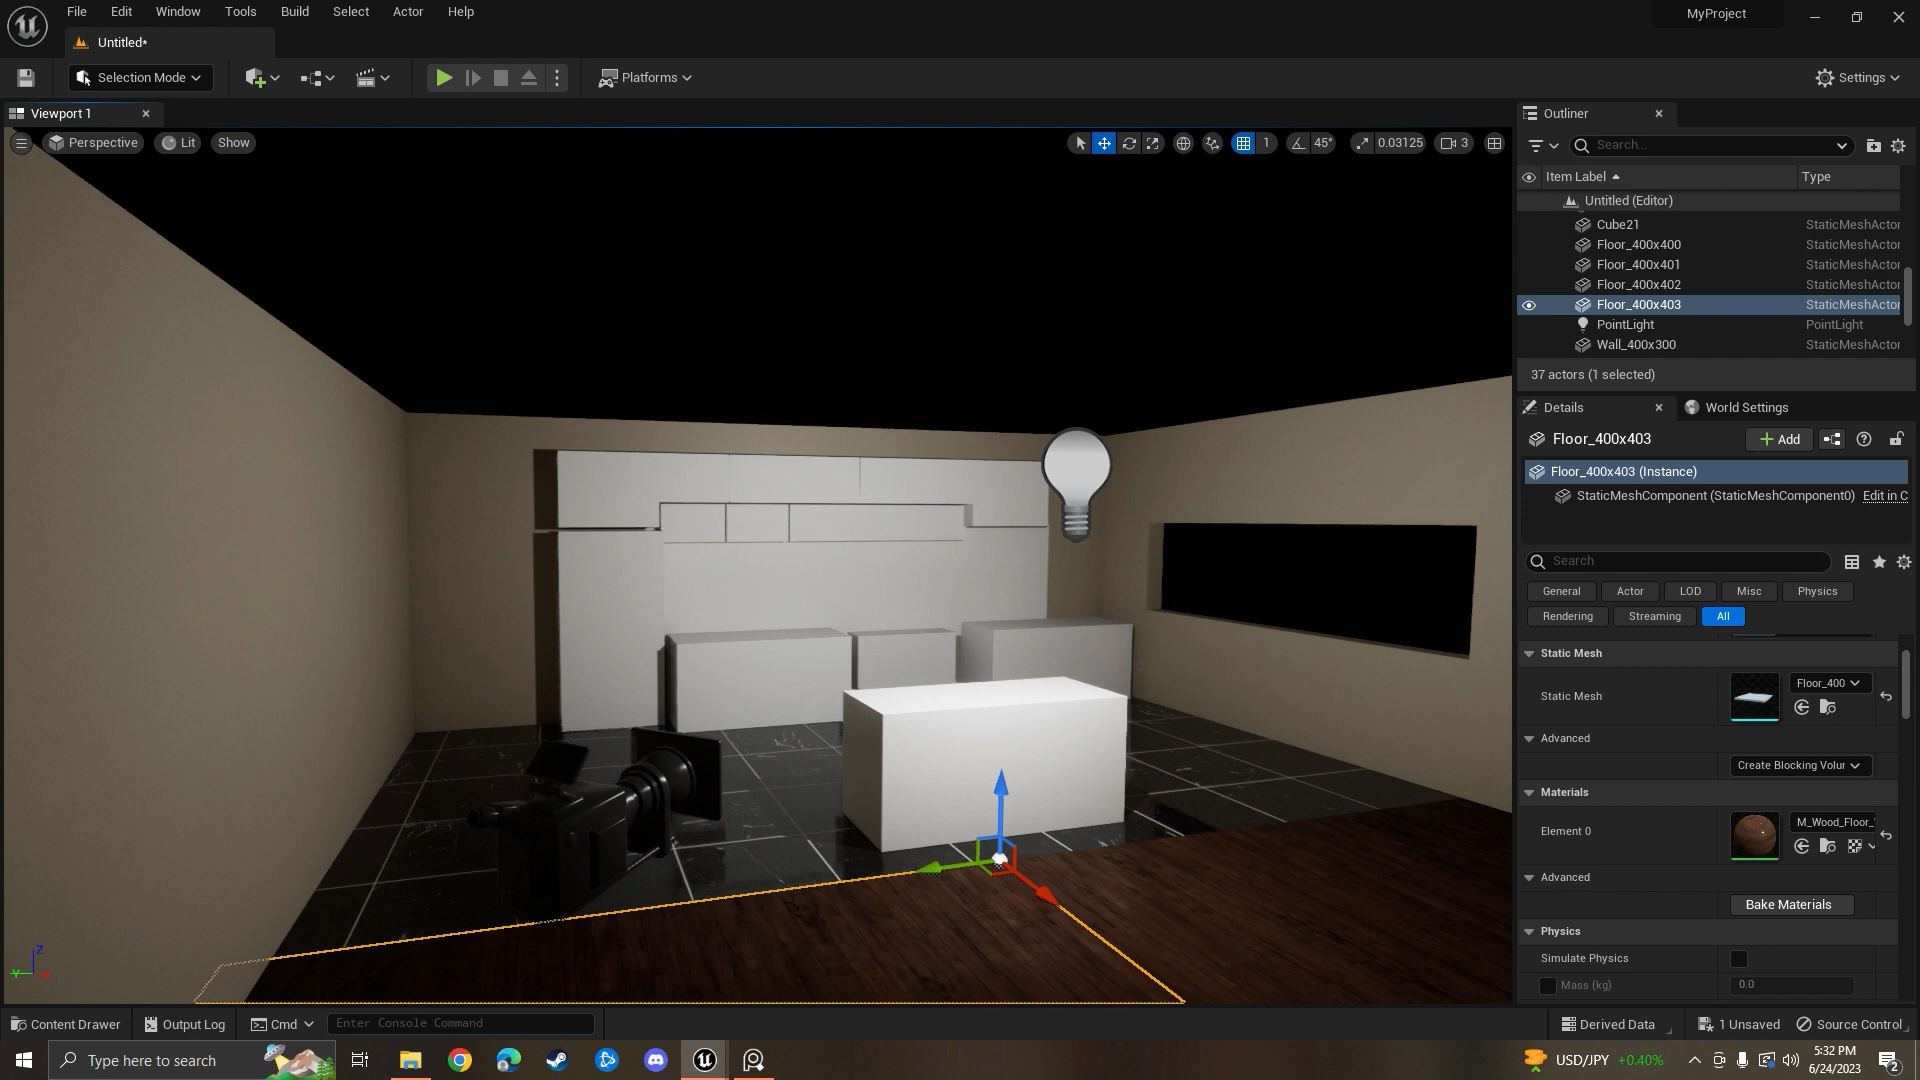 File Edit Window Tools Build Select Actor Help
MyProject
Untitled*
Selection Mode
Platforms
Settings
Viewport 1
Perspective
Lit
Show
1
45°
0.03125
3
Outliner
Search...
Item Label
Type
Untitled (Editor)
Cube21 StaticMeshActor
Floor_400x400 StaticMeshActor
Floor_400x401 StaticMeshActor
Floor_400x402 StaticMeshActor
Floor_400x403 StaticMeshActor
PointLight PointLight
Wall_400x300 StaticMeshActor
37 actors (1 selected)
Details
World Settings
Floor_400x403
Add
Floor_400x403 (Instance)
StaticMeshComponent (StaticMeshComponent0) Edit in C
Search
General Actor LOD Misc Physics
Rendering Streaming All
Static Mesh
Static Mesh
Floor_400
Advanced
Create Blocking Volur
Materials
Element 0
M_Wood_Floor_
Advanced
Bake Materials
Physics
Simulate Physics
Mass (kg) 0.0
Z
Y
Content Drawer
Output Log
Cmd
Enter Console Command
Derived Data
1 Unsaved
Source Control
Type here to search
USD/JPY +0.40%
5:32 PM
6/24/2023
2